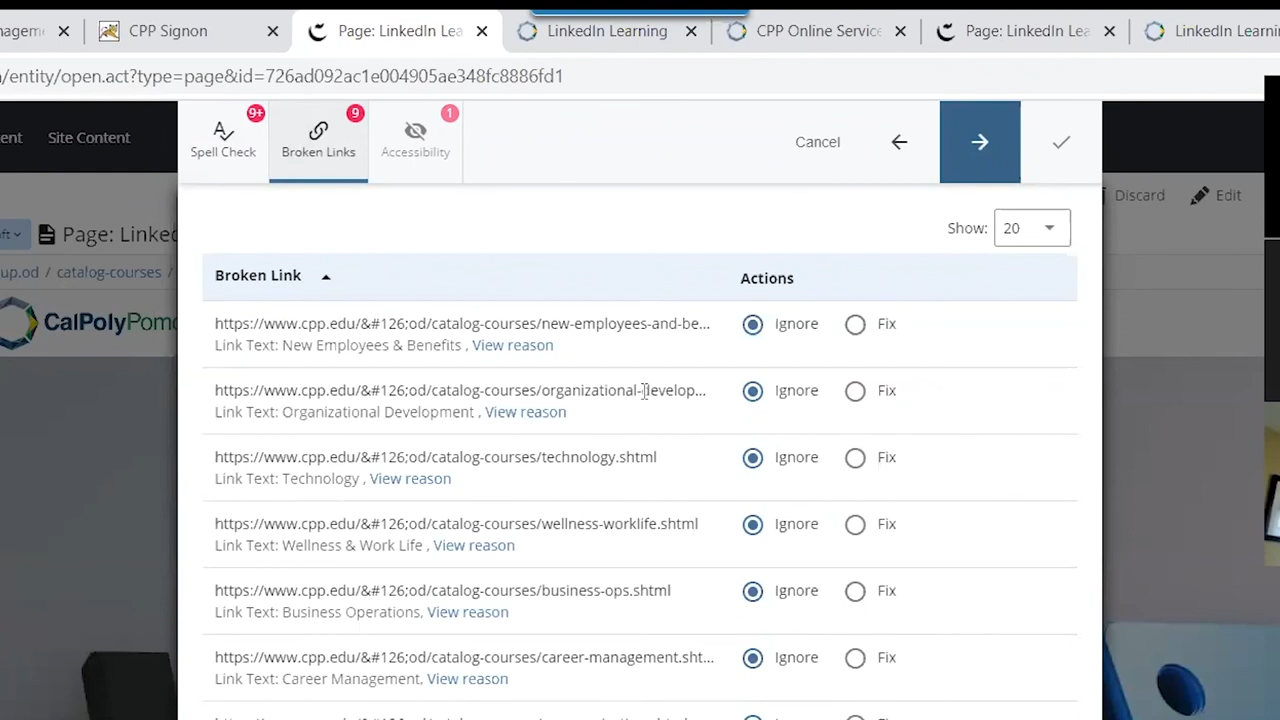 CPP Signon
Page: LinkedIn Lea
LinkedIn Learning
CPP Online Servic
Page: LinkedIn Lea
LinkedIn Learni
/entity/open.act?type=page&id=726ad092ac1e004905ae348fc8886fd1
Site Content
9+
Spell Check
9
Broken Links
1
Accessibility
Cancel
Discard
Edit
Page: Linked
up.od / catalog-courses /
CalPolyPomo
Show: 20
Broken Link
Actions
https://www.cpp.edu/&#126;od/catalog-courses/new-employees-and-be... Ignore Fix
Link Text: New Employees & Benefits , View reason
https://www.cpp.edu/&#126;od/catalog-courses/organizational-develop... Ignore Fix
Link Text: Organizational Development , View reason
https://www.cpp.edu/&#126;od/catalog-courses/technology.shtml Ignore Fix
Link Text: Technology , View reason
https://www.cpp.edu/&#126;od/catalog-courses/wellness-worklife.shtml Ignore Fix
Link Text: Wellness & Work Life , View reason
https://www.cpp.edu/&#126;od/catalog-courses/business-ops.shtml Ignore Fix
Link Text: Business Operations, View reason
https://www.cpp.edu/&#126;od/catalog-courses/career-management.sht... Ignore Fix
Link Text: Career Management, View reason